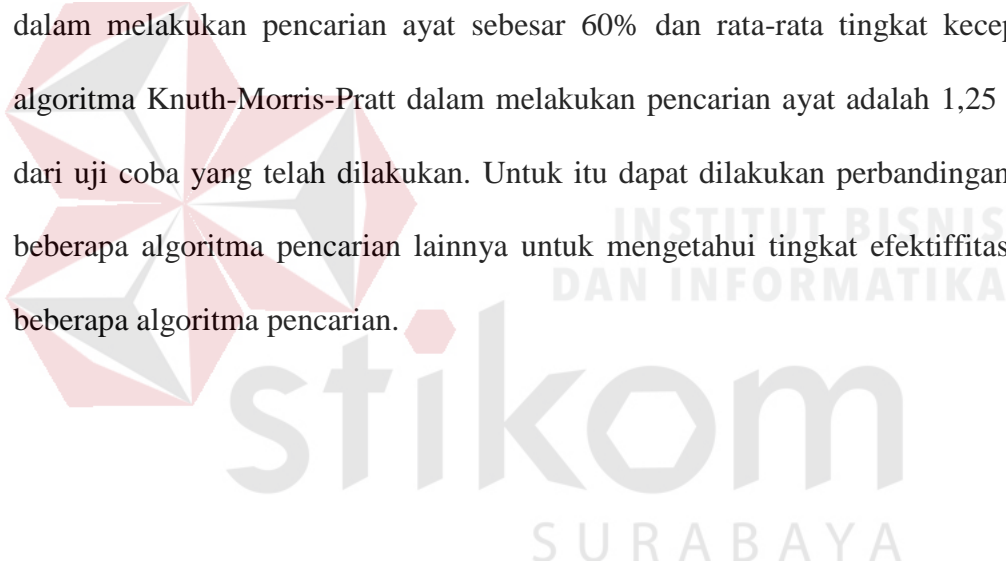 dalam melakukan pencarian ayat sebesar 60% dan rata-rata tingkat kecep
algoritma Knuth-Morris-Pratt dalam melakukan pencarian ayat adalah 1,25
dari uji coba yang telah dilakukan. Untuk itu dapat dilakukan perbandingan
beberapa algoritma pencarian lainnya untuk mengetahui tingkat efektiffitas
beberapa algoritma pencarian.
INSTITUT BISNIS
DAN INFORMATIKA
stikom
SURABAYA